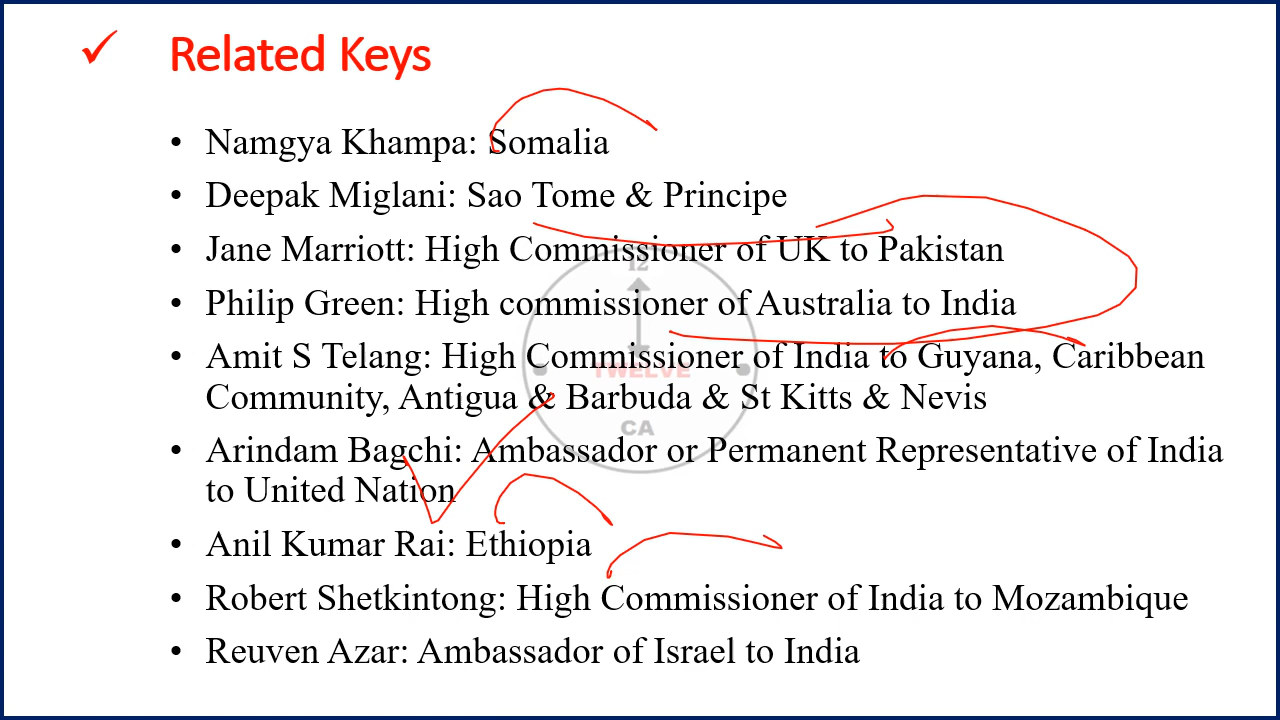 ✓ Related Keys
• Namgya Khampa: Somalia
• Deepak Miglani: Sao Tome & Principe
• Jane Marriott: High Commissioner of UK to Pakistan
• Philip Green: High commissioner of Australia to India
• Amit S Telang: High Commissioner of India to Guyana, Caribbean
Community, Antigua & Barbuda & St Kitts & Nevis
• Arindam Bagchi: Ambassador or Permanent Representative of India
to United Nation
• Anil Kumar Rai: Ethiopia
• Robert Shetkintong: High Commissioner of India to Mozambique
• Reuven Azar: Ambassador of Israel to India
12
TWELVE
CA